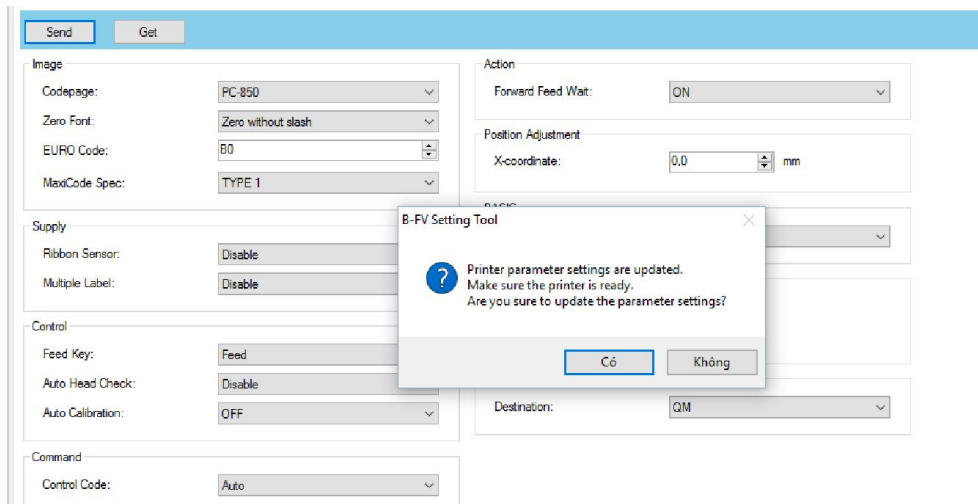 Send Get
Image
Codepage: PC-850
Zero Font: Zero without slash
EURO Code: B0
MaxiCode Spec: TYPE 1
Supply
Ribbon Sensor: Disable
Multiple Label: Disable
Control
Feed Key: Feed
Auto Head Check: Disable
Auto Calibration: OFF
Command
Control Code: Auto
Action
Forward Feed Wait: ON
Position Adjustment
X-coordinate: 0.0 mm
B-FV Setting Tool
Printer parameter settings are updated.
Make sure the printer is ready.
Are you sure to update the parameter settings?
Có Không
Destination: QM